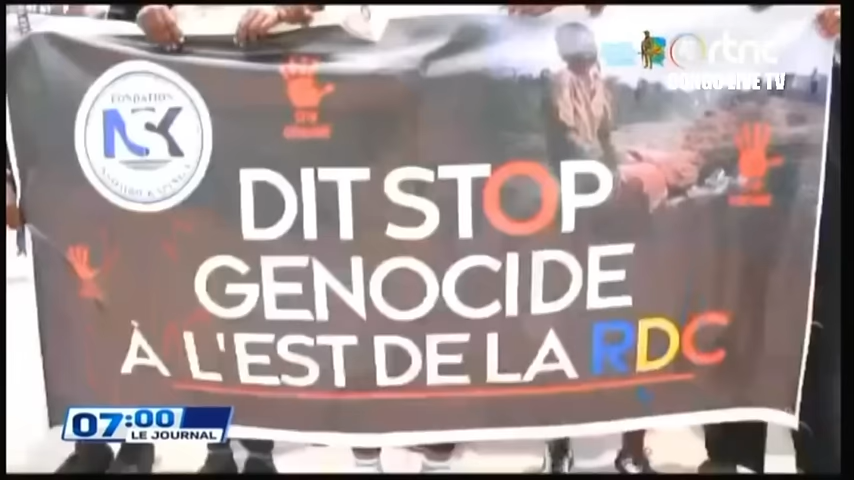 rtnc
CONGO LIVE TV
FONDATION
NSK
DIT STOP
GENOCIDE
À L'EST DE LA RDC
07:00
LE JOURNAL